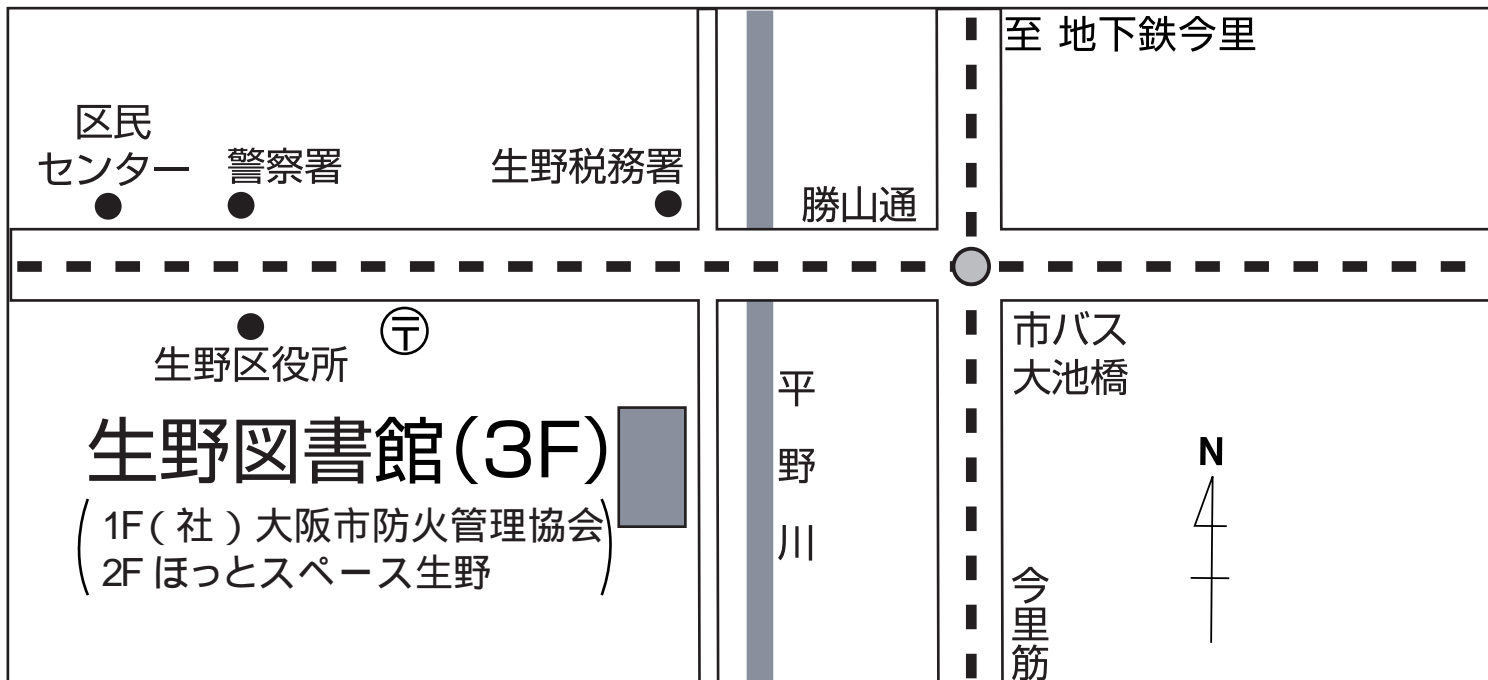 至 地下鉄今里
区民
センター
警察署
生野税務署
勝山通
生野区役所
〒
市バス
大池橋
平野川
生野図書館(3F)
1F(社)大阪市防火管理協会
2F ほっとスペース生野
N
今里筋